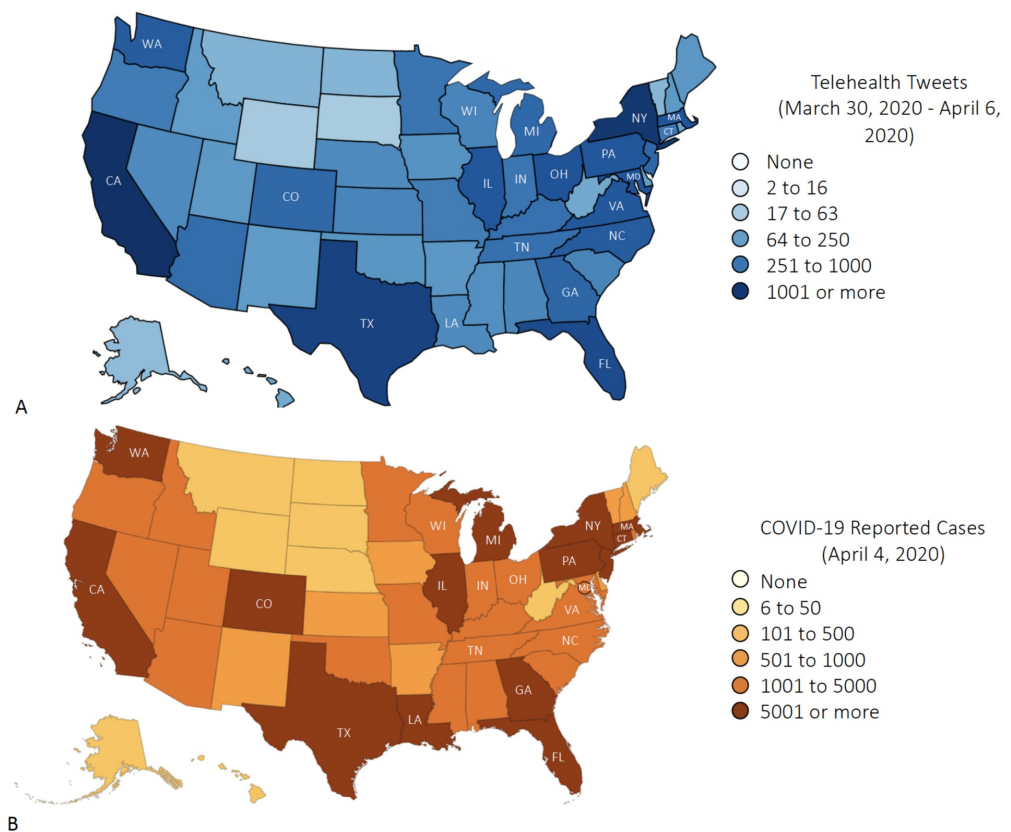 WA
WI
MI
NY
MA
CT
PA
CA
IL
IN
OH
MD
CO
VA
NC
TN
GA
TX
LA
FL
A
Telehealth Tweets
(March 30, 2020 - April 6,
2020)
None
2 to 16
17 to 63
64 to 250
251 to 1000
1001 or more
WA
WI
MI
NY
MA
CT
PA
CA
IL
IN
OH
MD
CO
VA
NC
TN
GA
LA
TX
FL
B
COVID-19 Reported Cases
(April 4, 2020)
None
6 to 50
101 to 500
501 to 1000
1001 to 5000
5001 or more